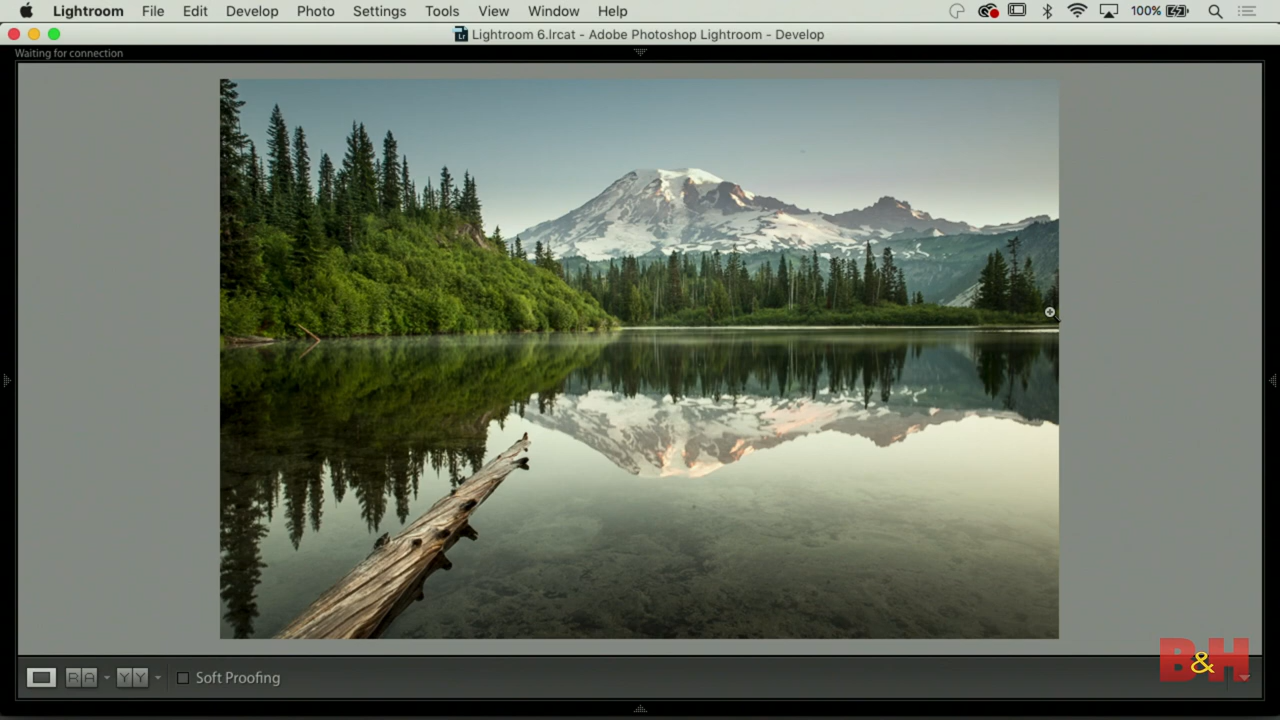 Lightroom File Edit Develop Photo Settings Tools View Window Help 100%
Lightroom 6.lrcat - Adobe Photoshop Lightroom - Develop
Waiting for connection
R A Y Y Soft Proofing
B&H